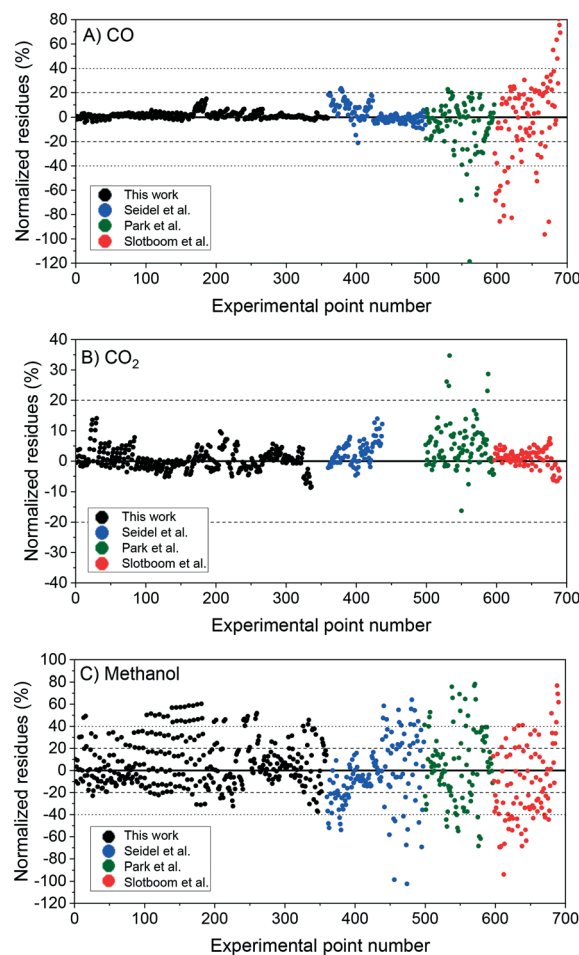 A) CO
Normalized residues (%)
80
60
40
20
0
-20
-40
-60
-80
-100
-120
This work
Seidel et al.
Park et al.
Slotboom et al.
0 100 200 300 400 500 600 700
Experimental point number
B) CO₂
Normalized residues (%)
40
30
20
10
0
-10
-20
-30
-40
This work
Seidel et al.
Park et al.
Slotboom et al.
0 100 200 300 400 500 600 700
Experimental point number
C) Methanol
Normalized residues (%)
100
80
60
40
20
0
-20
-40
-60
-80
-100
-120
This work
Seidel et al.
Park et al.
Slotboom et al.
0 100 200 300 400 500 600 700
Experimental point number